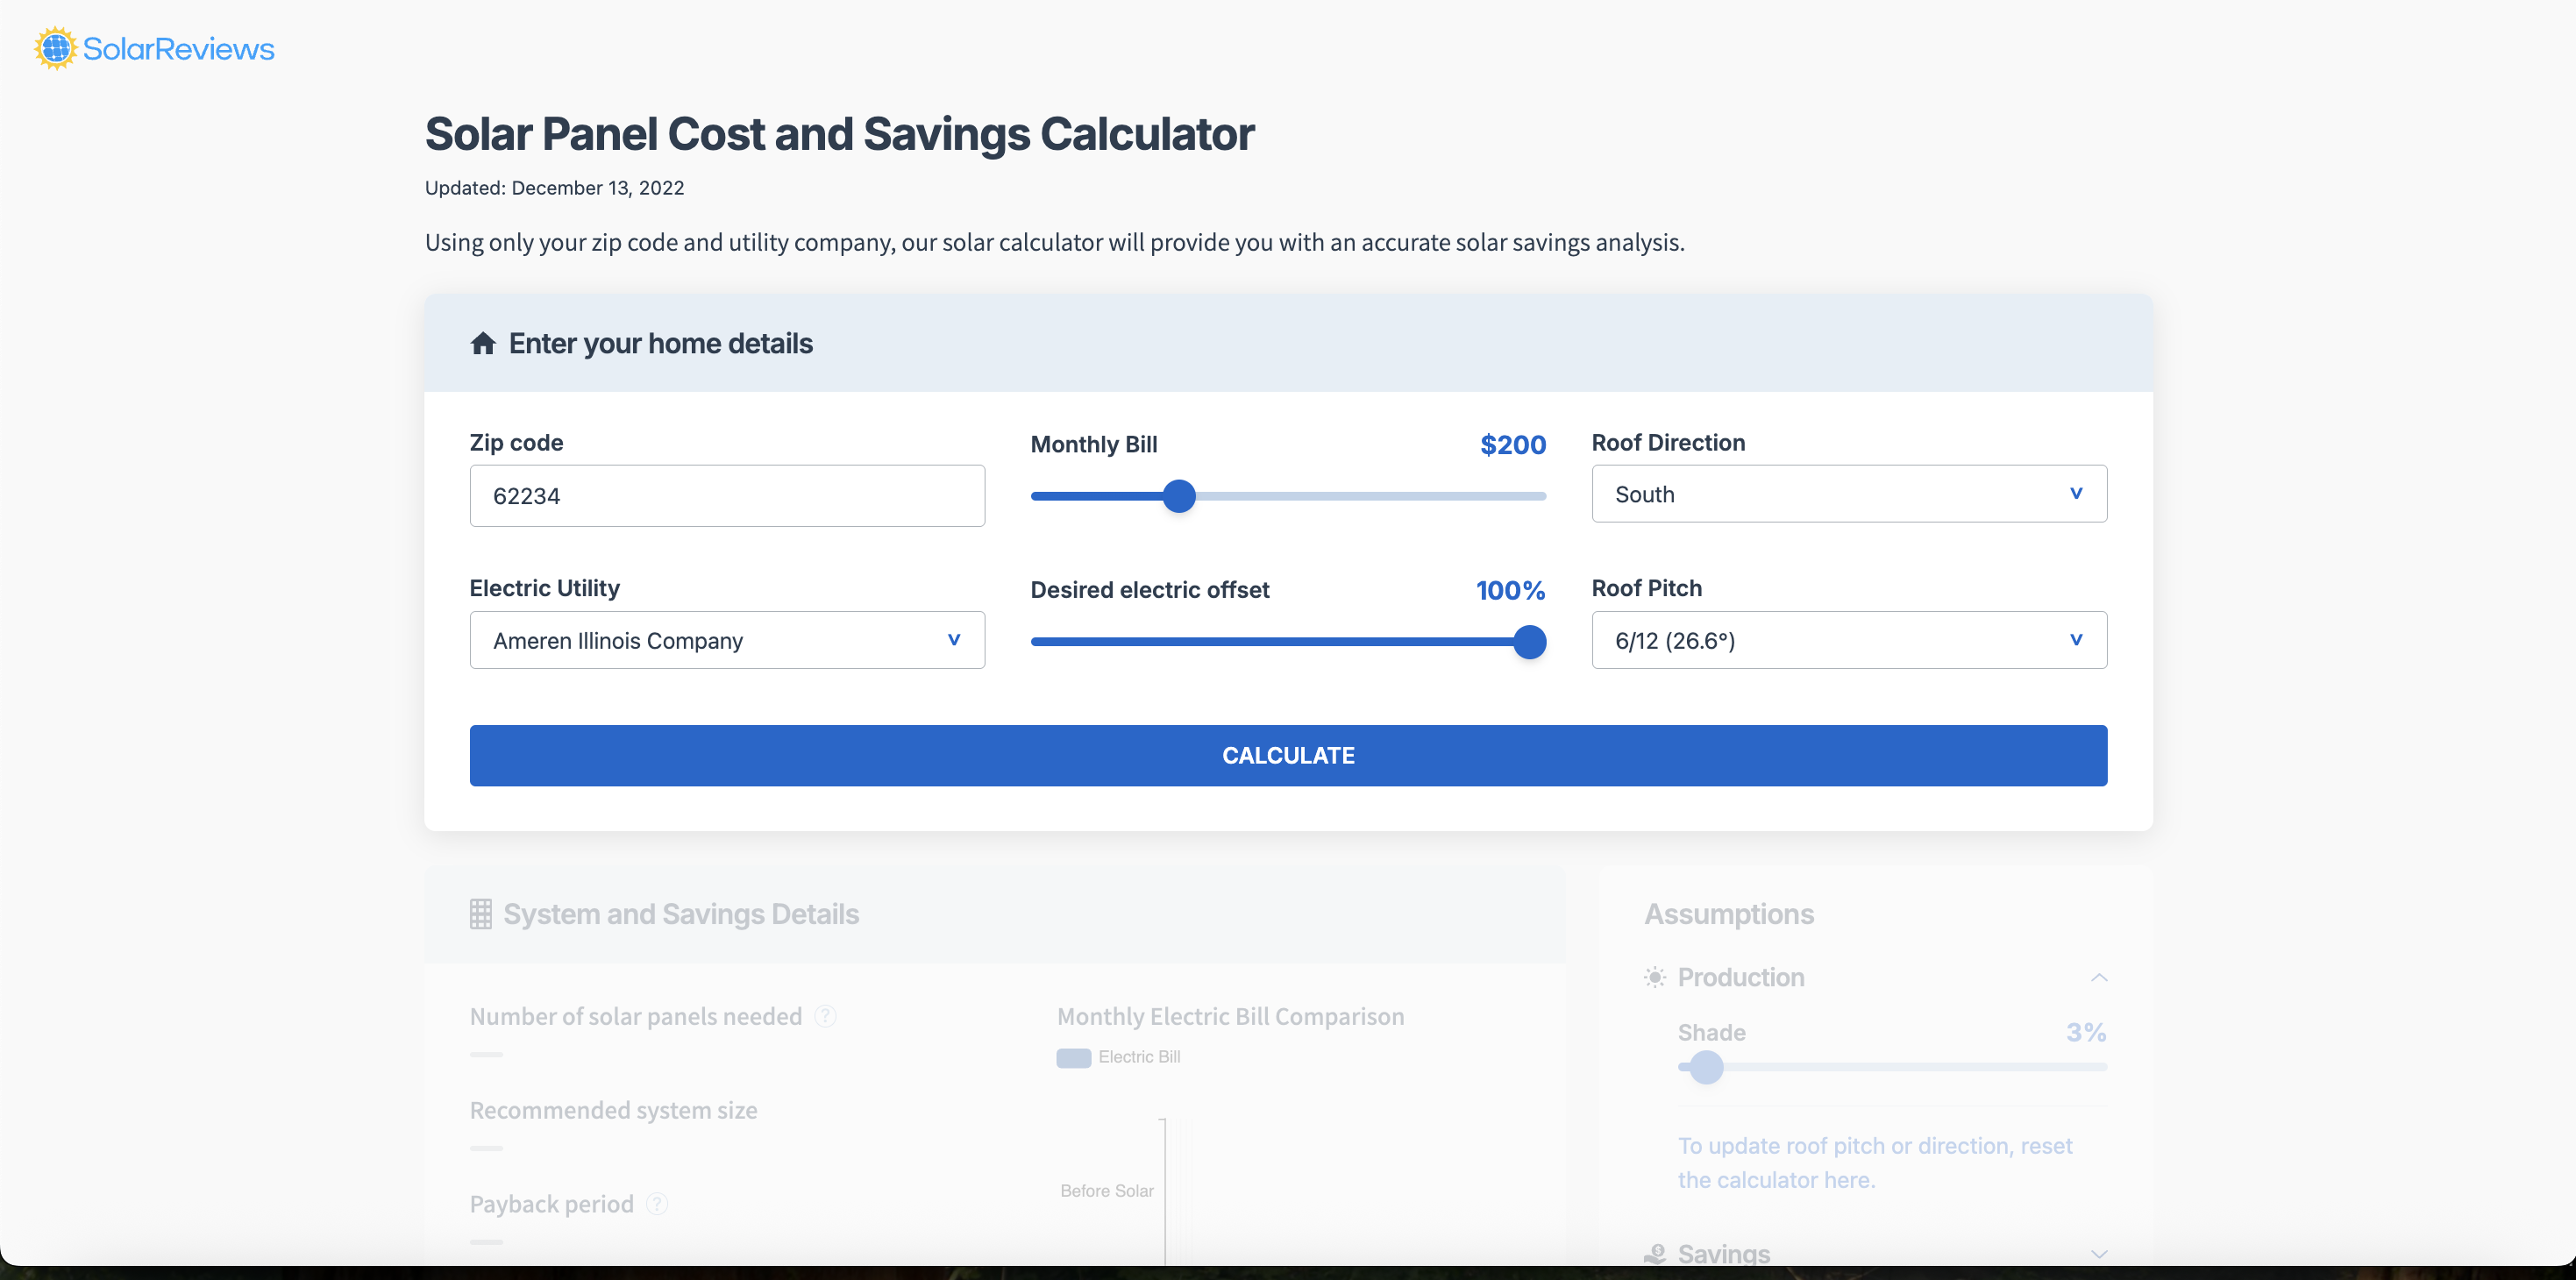 SolarReviews
Solar Panel Cost and Savings Calculator
Updated: December 13, 2022
Using only your zip code and utility company, our solar calculator will provide you with an accurate solar savings analysis.
Enter your home details
Zip code
62234
Monthly Bill
$200
Roof Direction
South
Electric Utility
Ameren Illinois Company
Desired electric offset
100%
Roof Pitch
6/12 (26.6°)
CALCULATE
System and Savings Details
Number of solar panels needed ?
Recommended system size
Payback period ?
Monthly Electric Bill Comparison
Electric Bill
Before Solar
Assumptions
Production
Shade
3%
To update roof pitch or direction, reset
the calculator here.
Savings